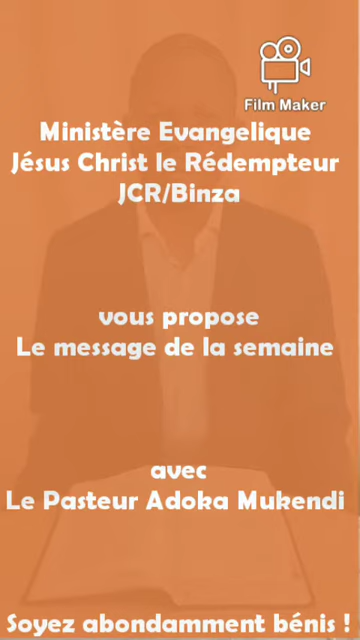 Film Maker
Ministère Evangelique
Jésus Christ le Rédempteur
JCR/Binza
vous propose
Le message de la semaine
avec
Le Pasteur Adoka Mukendi
Soyez abondamment bénis !